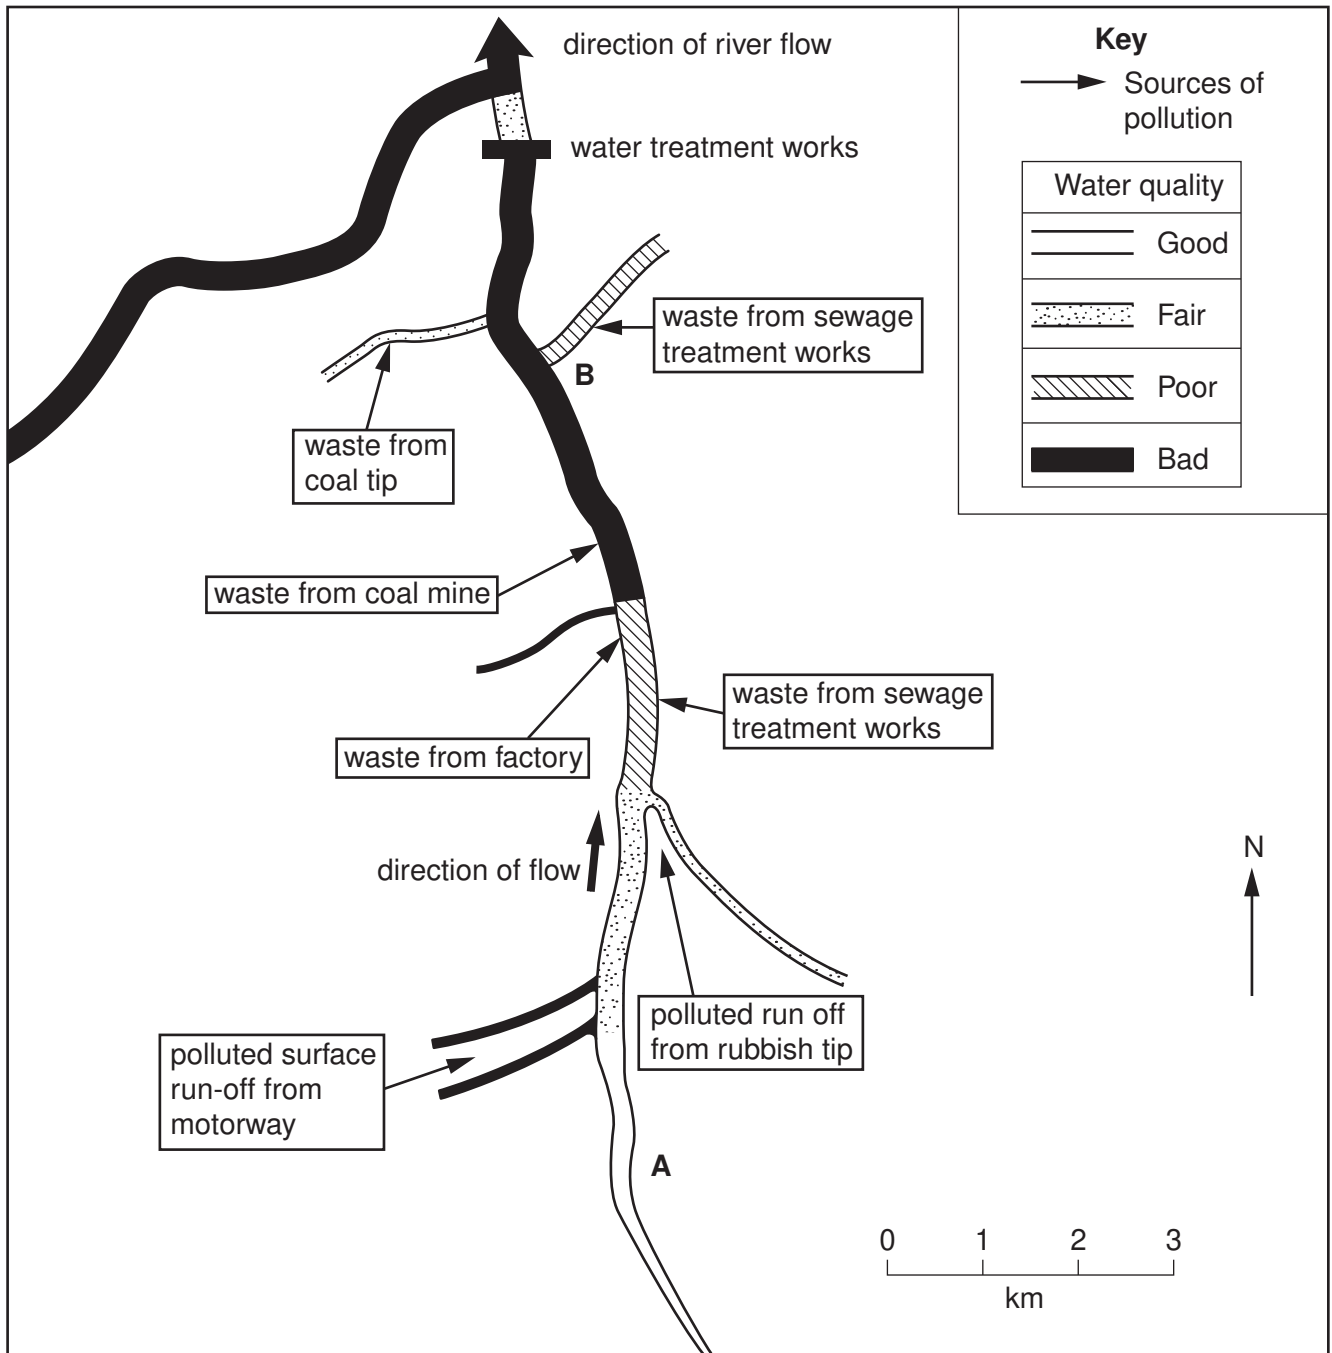 direction of river flow
Key
Sources of
pollution
water treatment works
Water quality
Good
Fair
Poor
Bad
waste from sewage
treatment works
B
waste from
coal tip
waste from coal mine
waste from sewage
treatment works
waste from factory
direction of flow
N
polluted run off
from rubbish tip
polluted surface
run-off from
motorway
A
0 1 2 3
km